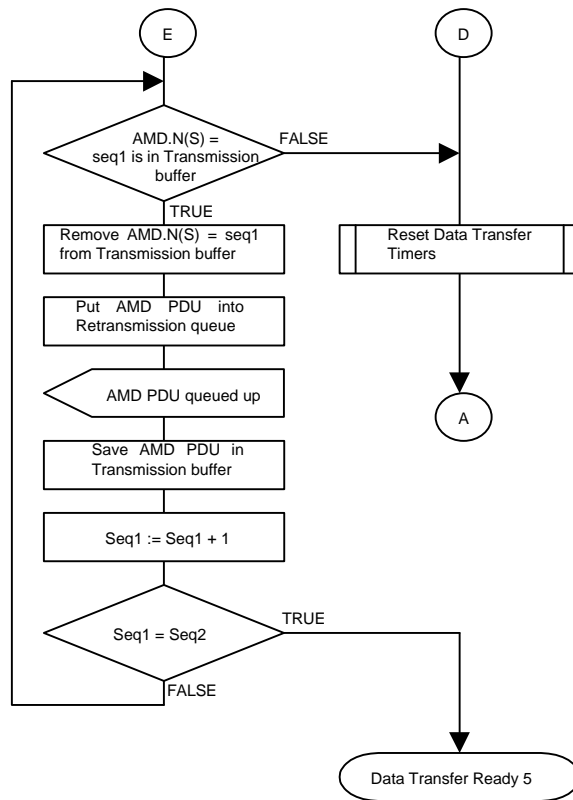 E
D
AMD.N(S) =
seq1 is in Transmission
buffer
FALSE
TRUE
Remove AMD.N(S) = seq1
from Transmission buffer
Reset Data Transfer
Timers
Put AMD PDU into
Retransmission queue
AMD PDU queued up
A
Save AMD PDU in
Transmission buffer
Seq1 := Seq1 + 1
Seq1 = Seq2
TRUE
FALSE
Data Transfer Ready 5